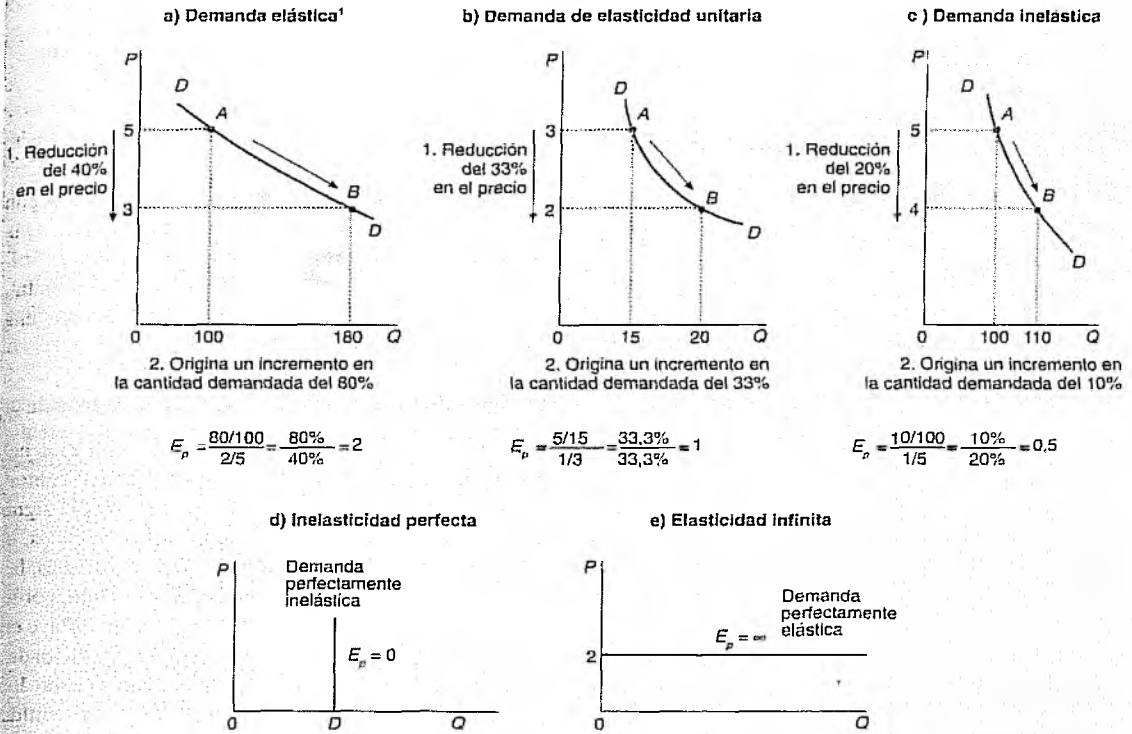 a) Demanda elástica¹
P
D
A
5
1. Reducción
del 40%
en el precio
B
3
D
0
100
180
Q
2. Origina un incremento en
la cantidad demandada del 80%
E_p = 80/100 / 2/5 = 80% / 40% = 2
b) Demanda de elasticidad unitaria
P
D
A
3
1. Reducción
del 33%
en el precio
B
2
D
0
15
20
Q
2. Origina un incremento en
la cantidad demandada del 33%
E_p = 5/15 / 1/3 = 33,3% / 33,3% = 1
c ) Demanda inelástica
P
D
A
5
1. Reducción
del 20%
en el precio
B
4
D
0
100
110
Q
2. Origina un incremento en
la cantidad demandada del 10%
E_p = 10/100 / 1/5 = 10% / 20% = 0,5
d) Inelasticidad perfecta
P
Demanda
perfectamente
inelástica
E_p = 0
0
D
Q
e) Elasticidad infinita
P
Demanda
perfectamente
elástica
E_p = ∞
2
0
Q